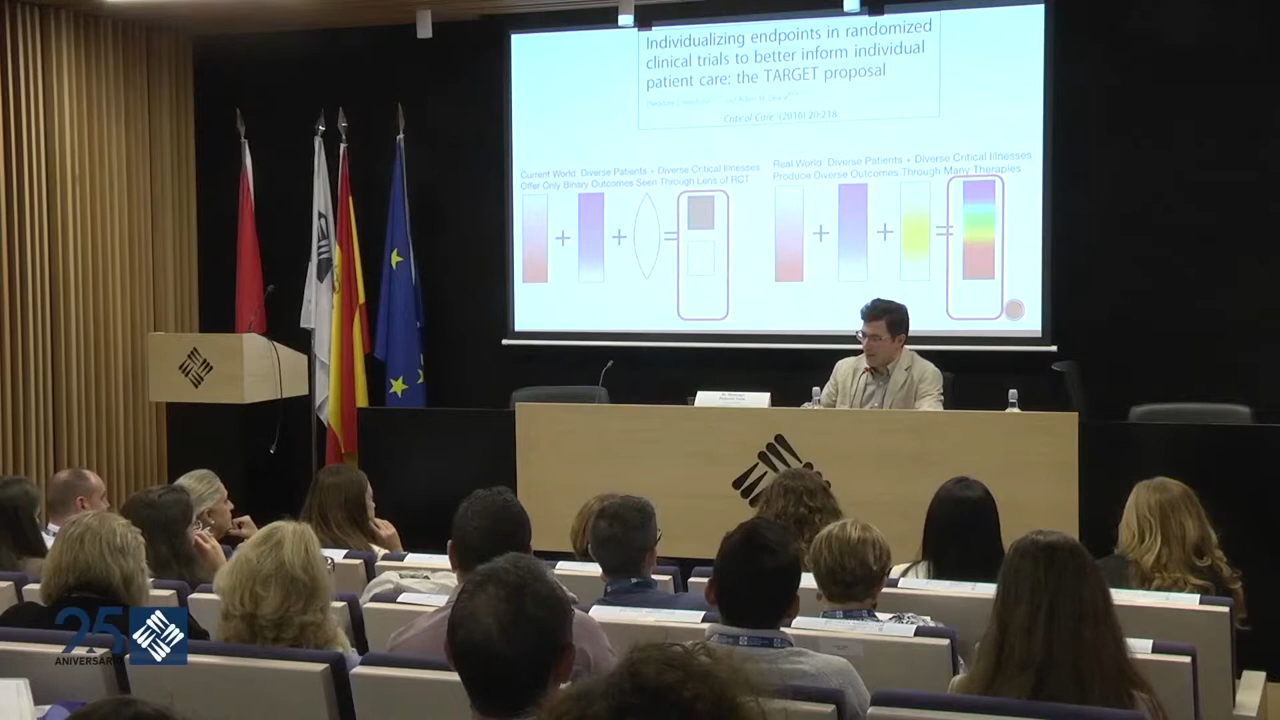 Individualizing endpoints in randomized
clinical trials to better inform individual
patient care: the TARGET proposal
Critical Care (2016) 20:218
Current World: Diverse Patients + Diverse Critical Illnesses
Offer Only Binary Outcomes Seen Through Lens of RCT
Real World: Diverse Patients + Diverse Critical Illnesses
Produce Diverse Outcomes Through Many Therapies
+
+
=
+
+
=
25
ANIVERSARIO